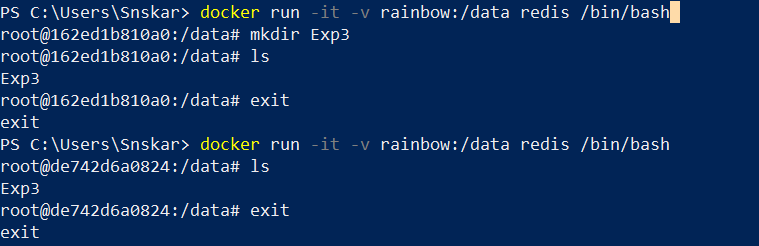 PS C:\Users\Snskar> docker run -it -v rainbow:/data redis /bin/bash
root@162ed1b810a0:/data# mkdir Exp3
root@162ed1b810a0:/data# ls
Exp3
root@162ed1b810a0:/data# exit
exit
PS C:\Users\Snskar> docker run -it -v rainbow:/data redis /bin/bash
root@de742d6a0824:/data# ls
Exp3
root@de742d6a0824:/data# exit
exit